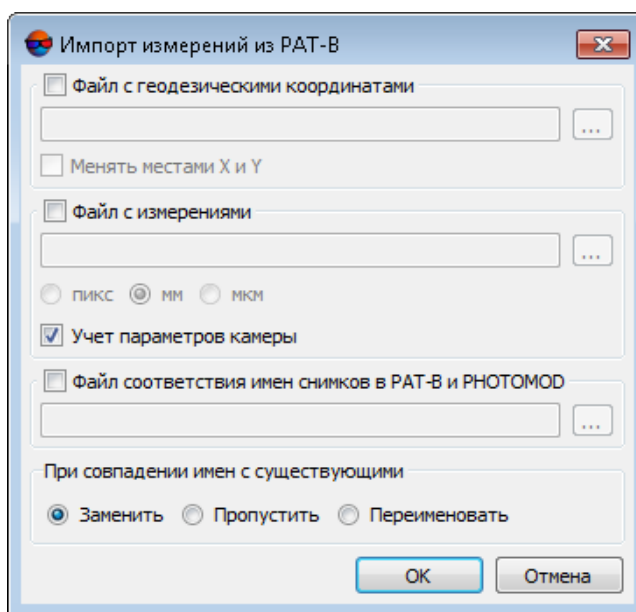 Импорт измерений из PAT-B
Файл с геодезическими координатами
...
Менять местами X и Y
Файл с измерениями
...
пикс мм мкм
Учет параметров камеры
Файл соответствия имен снимков в PAT-B и PHOTOMOD
...
При совпадении имен с существующими
Заменить Пропустить Переименовать
ОК Отмена